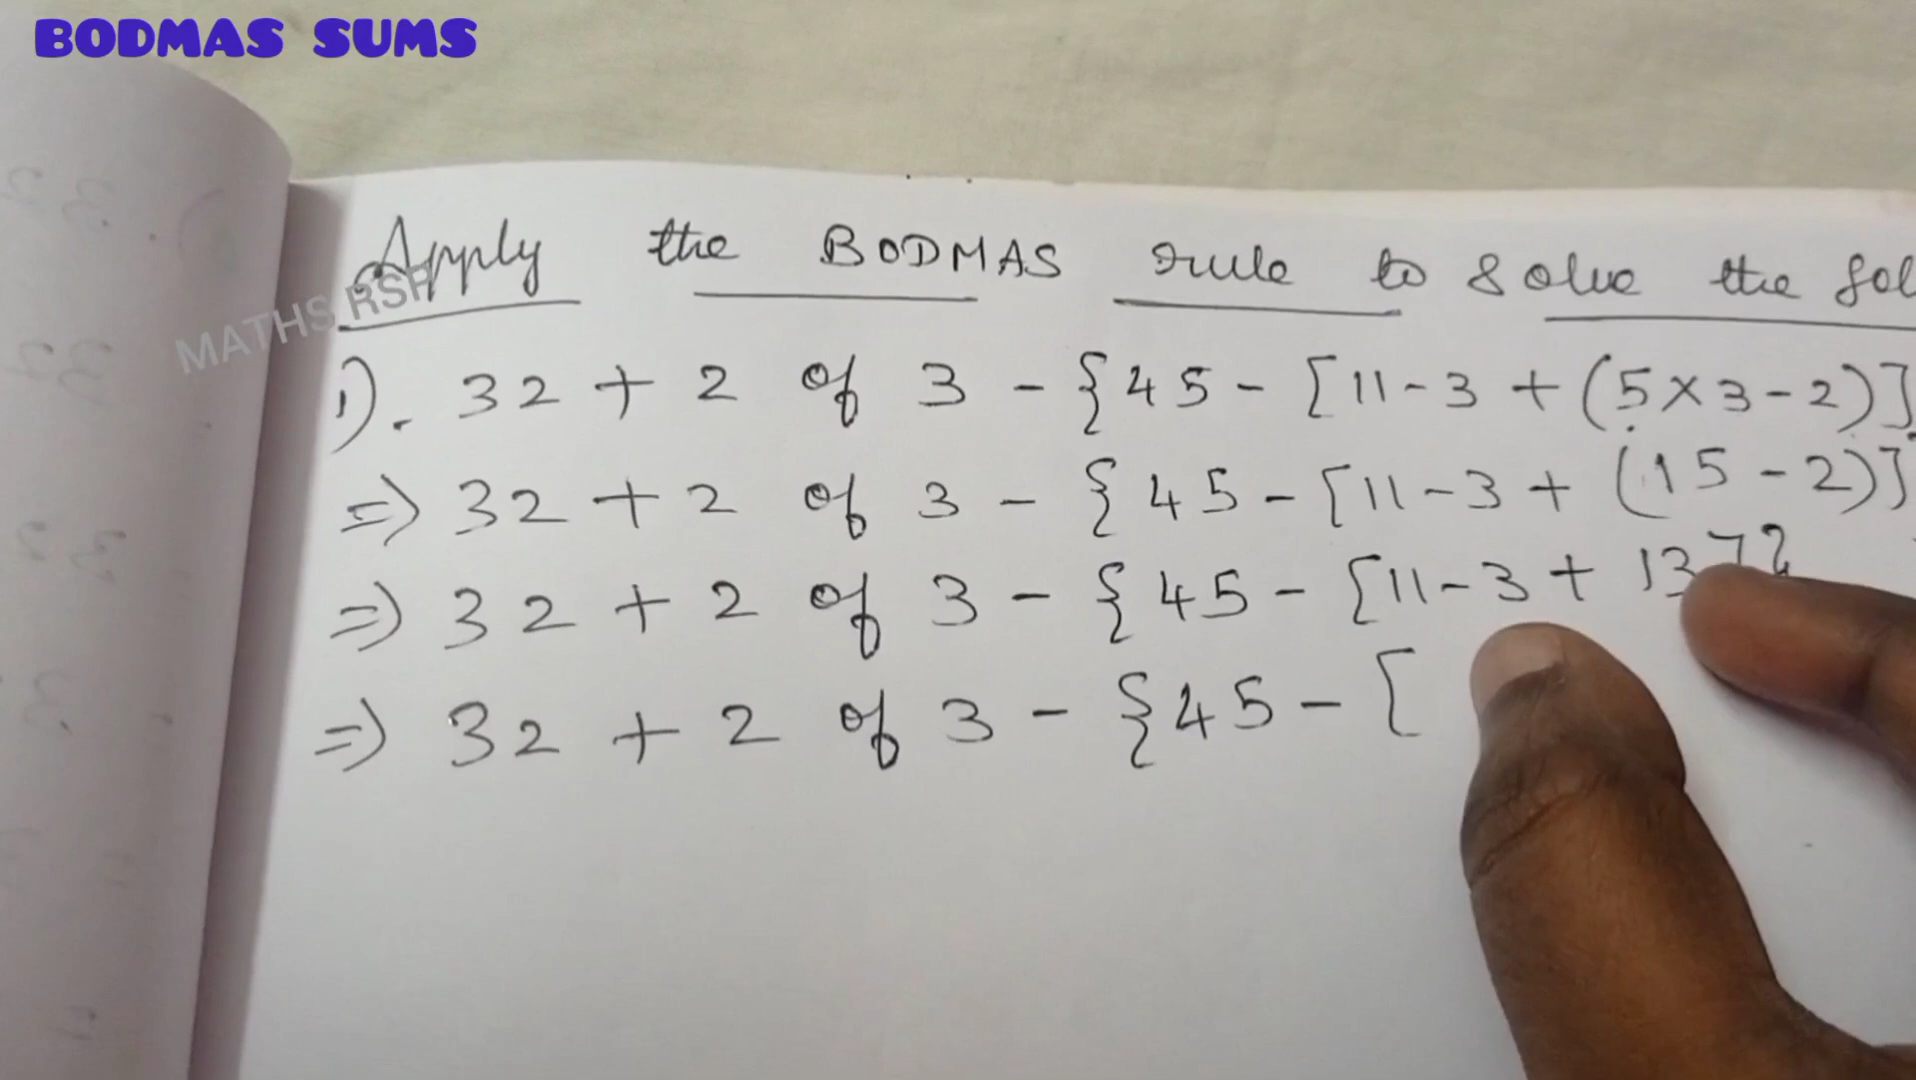 BODMAS SUMS
Apply the BODMAS rule to solve the fol
MATHS RSP
1). 32 + 2 of 3 - {45 - [11-3 + (5×3-2)]
=> 32 + 2 of 3 - {45 - [11-3 + (15-2)]
=> 32 + 2 of 3 - {45 - [11-3 + 13]}
=> 32 + 2 of 3 - {45 - [